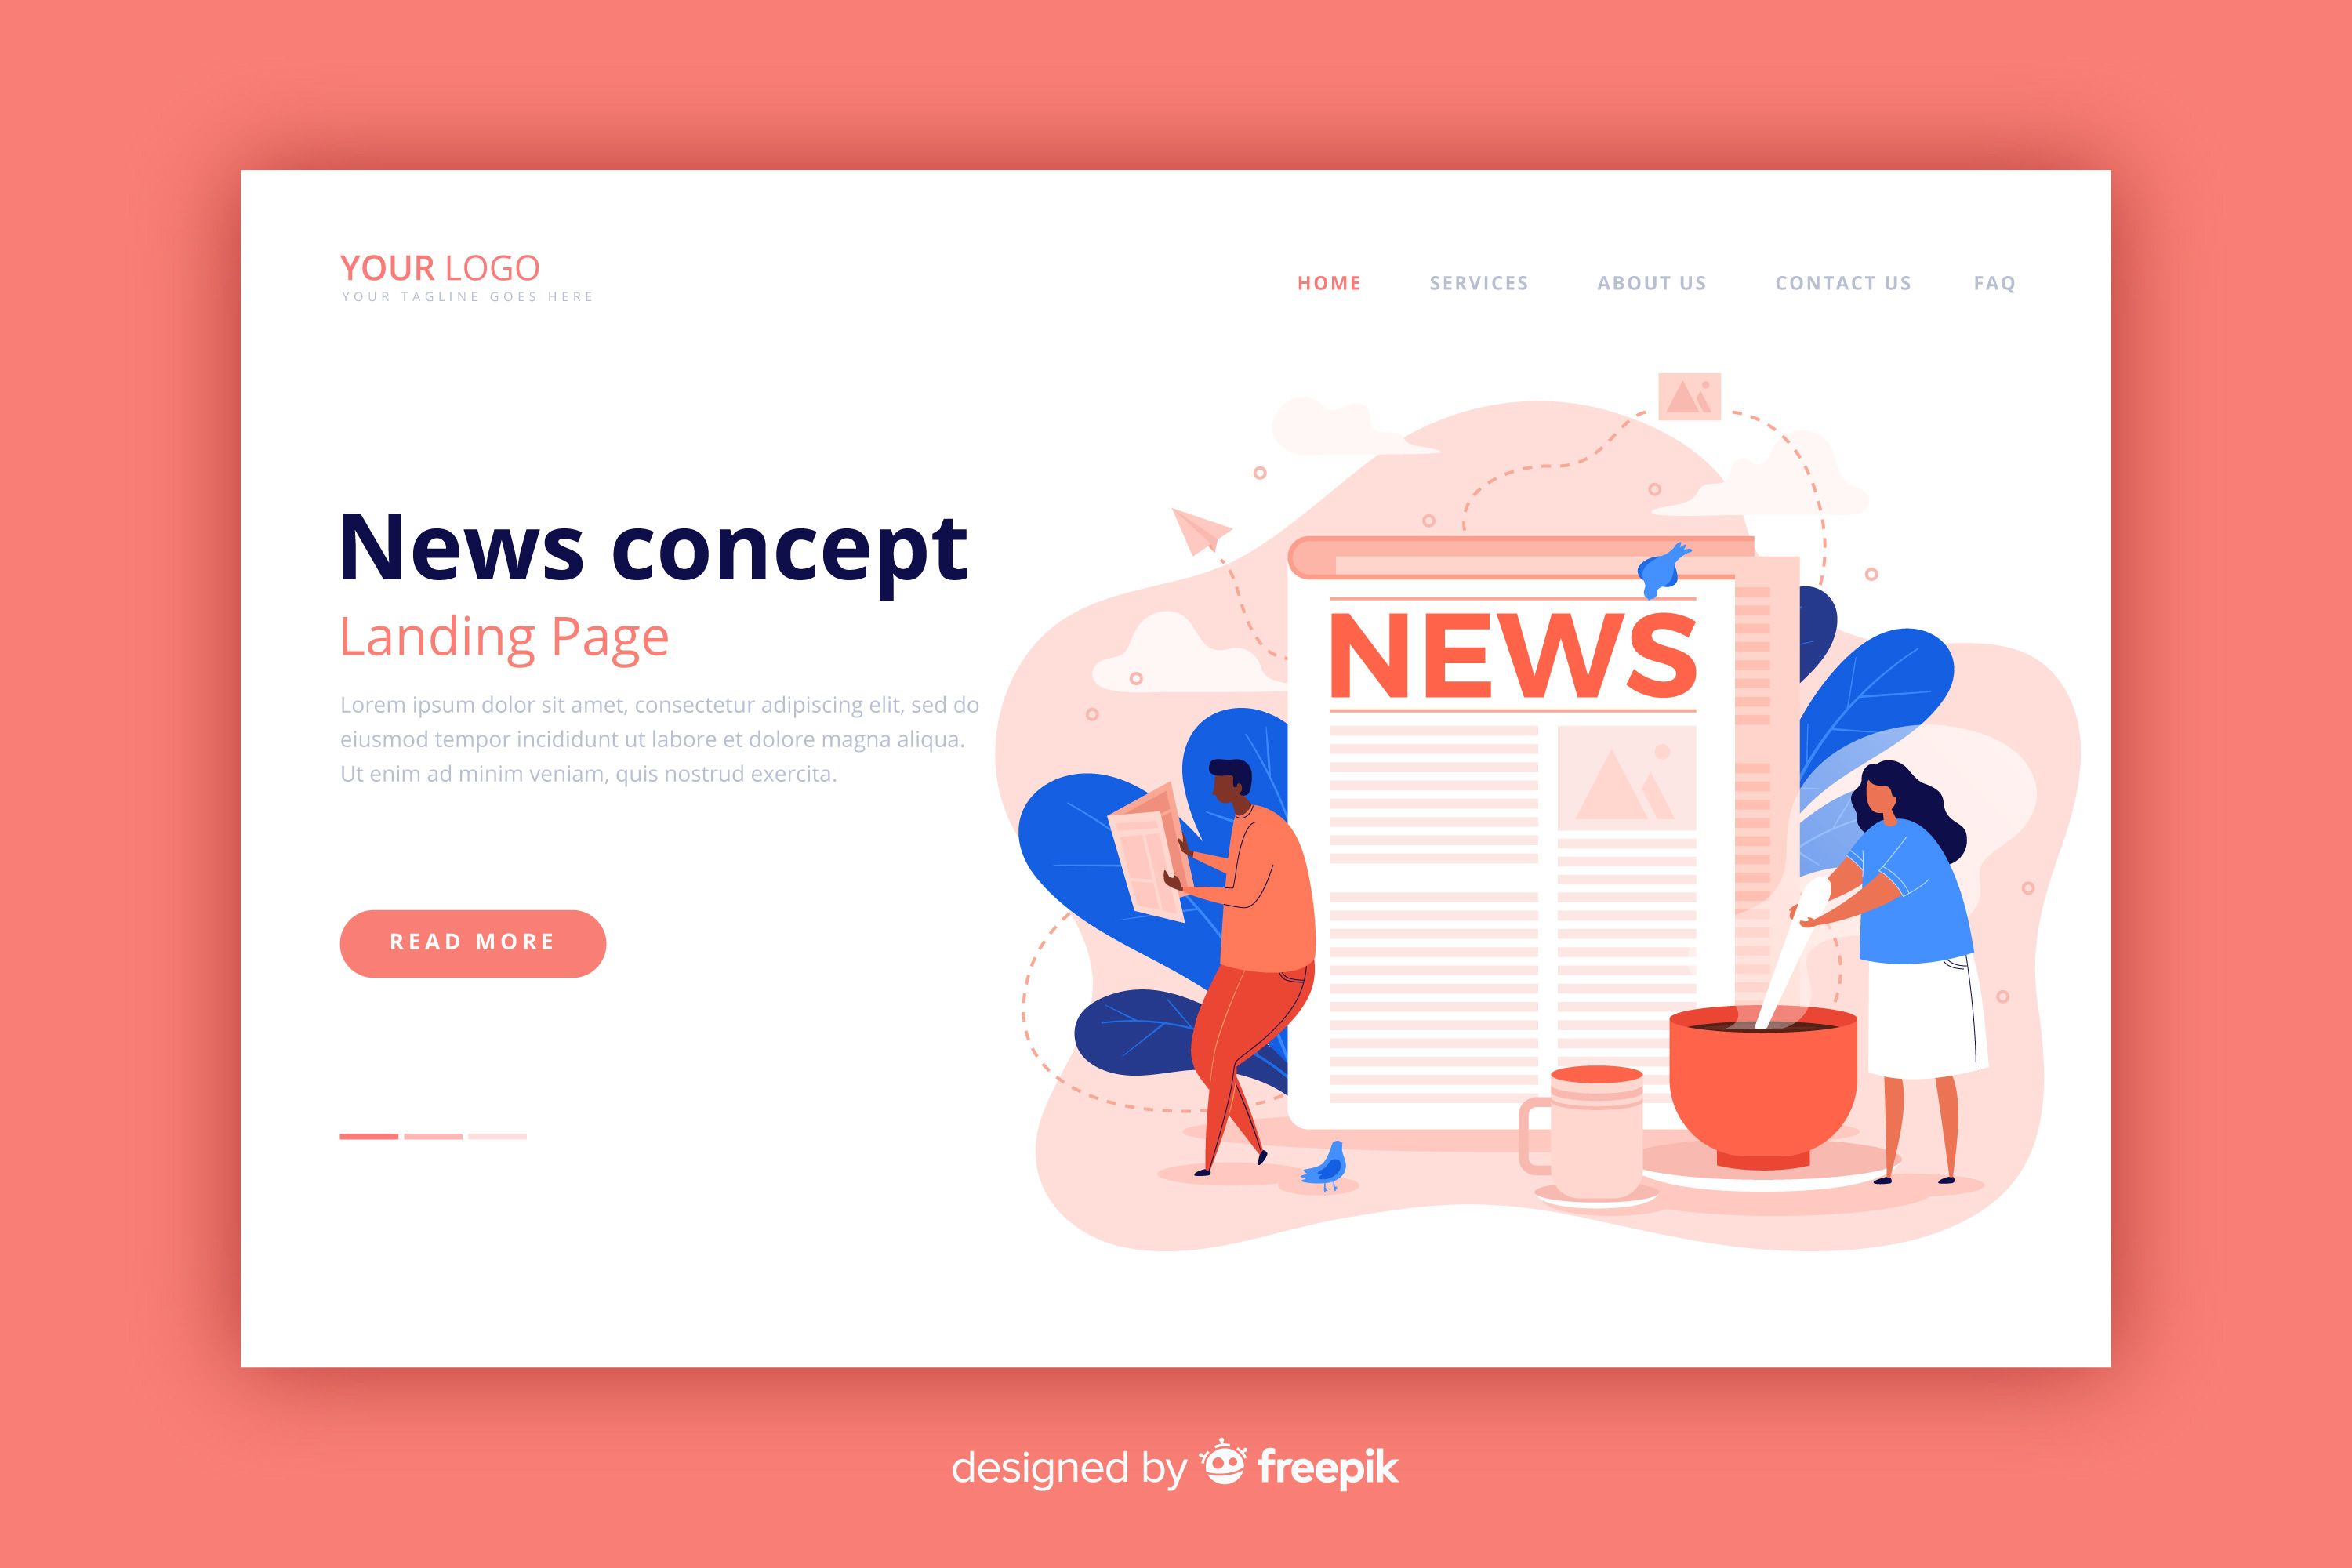 YOUR LOGO
YOUR TAGLINE GOES HERE
HOME SERVICES ABOUT US CONTACT US FAQ
News concept
Landing Page
Lorem ipsum dolor sit amet, consectetur adipiscing elit, sed do
eiusmod tempor incididunt ut labore et dolore magna aliqua.
Ut enim ad minim veniam, quis nostrud exercita.
READ MORE
NEWS
designed by freepik